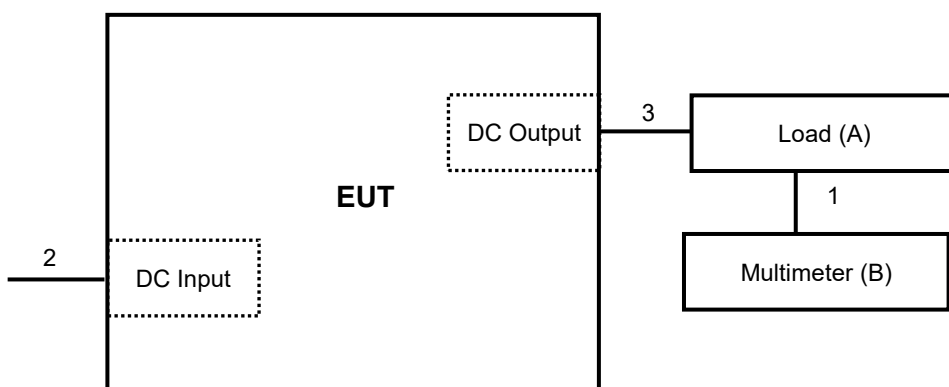 3
DC Output
Load (A)
EUT
1
2
DC Input
Multimeter (B)